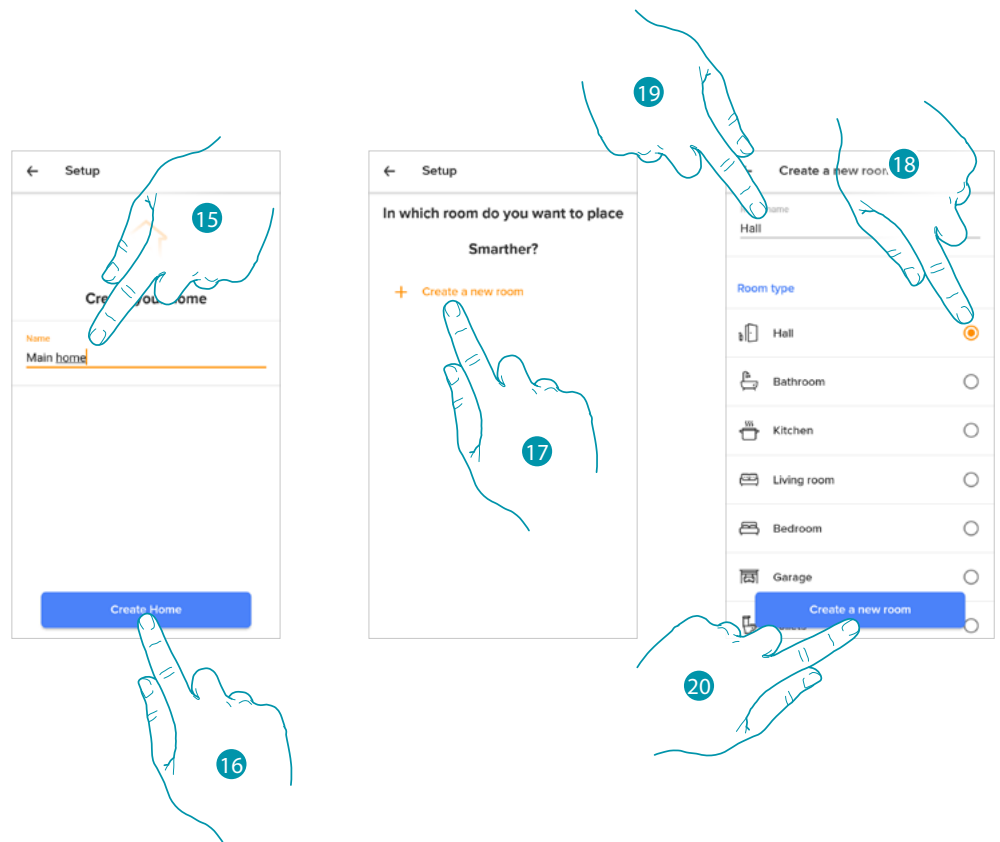 Setup
15
Name
Main home
Create Home
16
Setup
In which room do you want to place
Smarther?
Create a new room
17
19
18
Create a new room
name
Hall
Room type
Hall
Bathroom
Kitchen
Living room
Bedroom
Garage
Create a new room
20